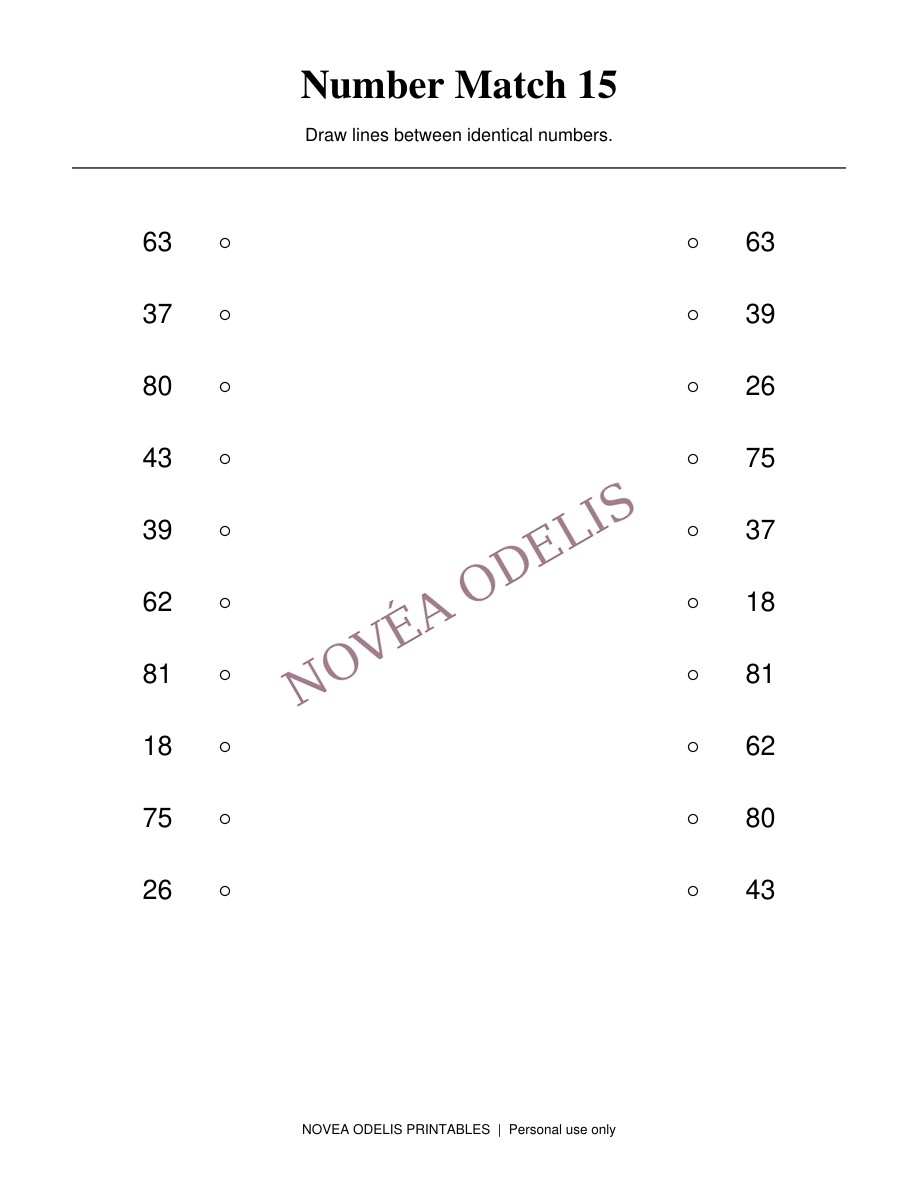 Number Match 15
Draw lines between identical numbers.
63 63
37 39
80 26
43 75
39 37
62 18
81 81
18 62
75 80
26 43
NOVÉA ODELIS
NOVEA ODELIS PRINTABLES | Personal use only